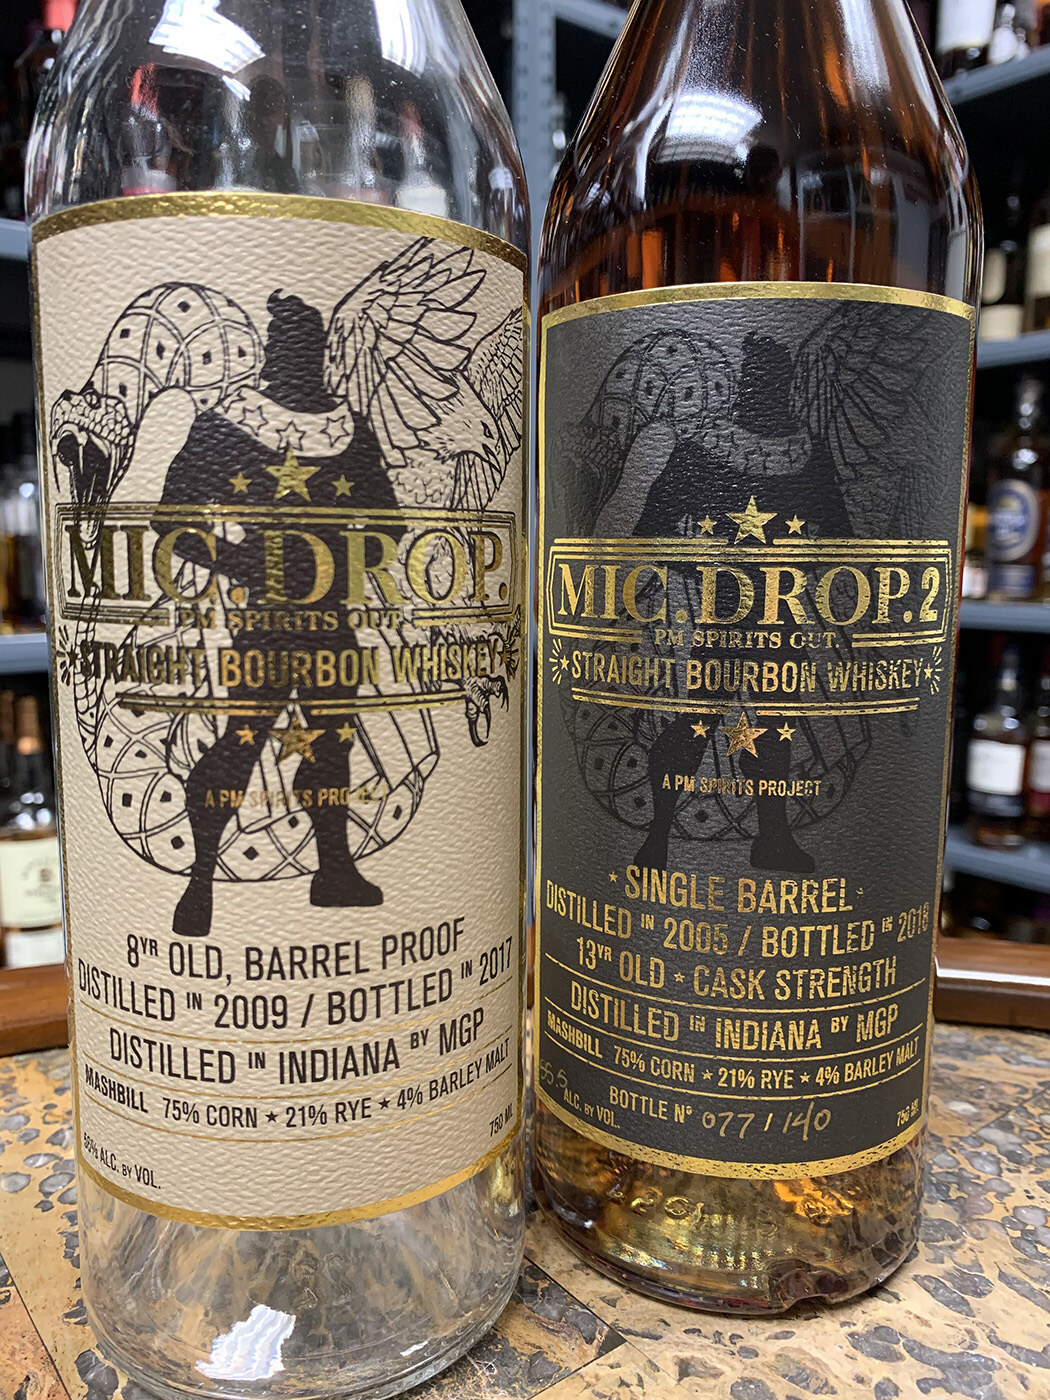 MIC.DROP.
PM SPIRITS OUT
STRAIGHT BOURBON WHISKEY
A PM SPIRITS PROJECT
8YR OLD, BARREL PROOF
DISTILLED IN 2009 / BOTTLED IN 2017
DISTILLED IN INDIANA BY MGP
MASHBILL 75% CORN ★ 21% RYE ★ 4% BARLEY MALT
56% ALC. BY VOL.
750 ML
MIC.DROP.2
PM SPIRITS OUT
STRAIGHT BOURBON WHISKEY
A PM SPIRITS PROJECT
★ SINGLE BARREL
DISTILLED IN 2005 / BOTTLED IN 2018
13YR OLD ★ CASK STRENGTH
DISTILLED IN INDIANA BY MGP
MASHBILL 75% CORN ★ 21% RYE ★ 4% BARLEY MALT
ALC. BY VOL.
BOTTLE Nº 077 / 140
750 ML